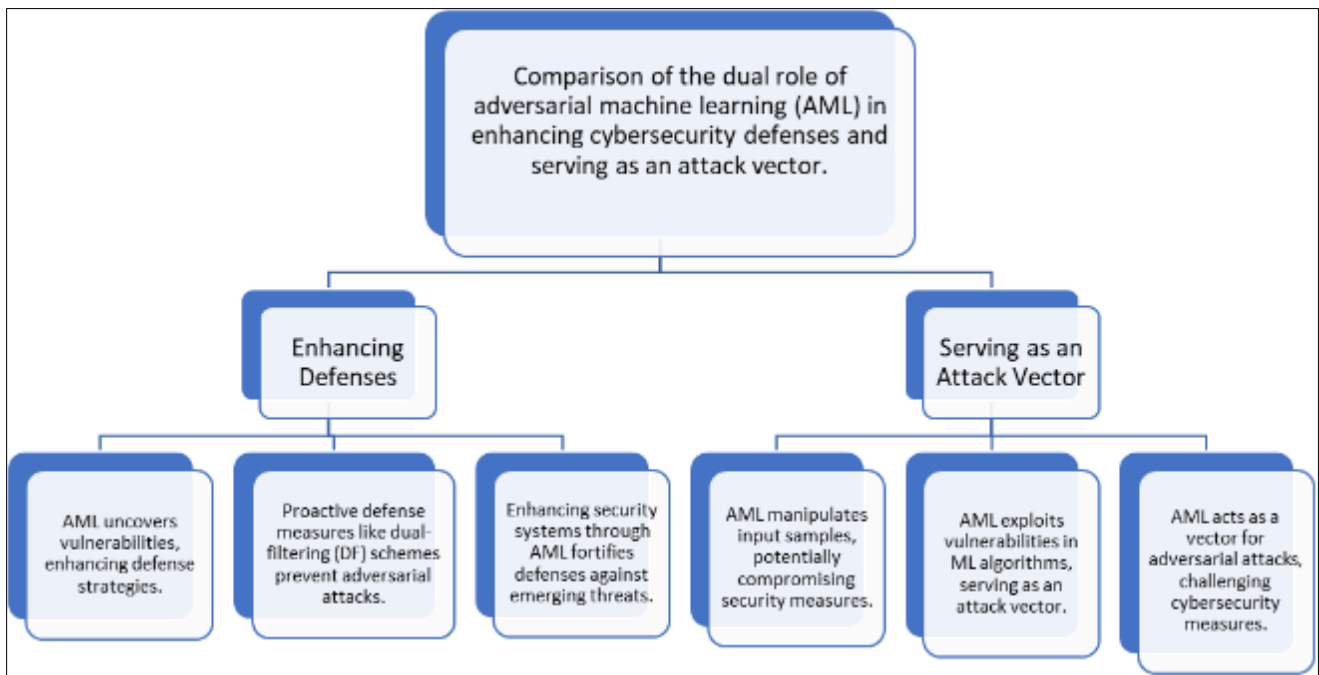 Comparison of the dual role of
adversarial machine learning (AML) in
enhancing cybersecurity defenses and
serving as an attack vector.
Enhancing
Defenses
Serving as an
Attack Vector
AML uncovers
vulnerabilities,
enhancing defense
strategies.
Proactive defense
measures like dual-
filtering (DF) schemes
prevent adversarial
attacks.
Enhancing security
systems through
AML fortifies
defenses against
emerging threats.
AML manipulates
input samples,
potentially
compromising
security measures.
AML exploits
vulnerabilities in
ML algorithms,
serving as an
attack vector.
AML acts as a
vector for
adversarial attacks,
challenging
cybersecurity
measures.